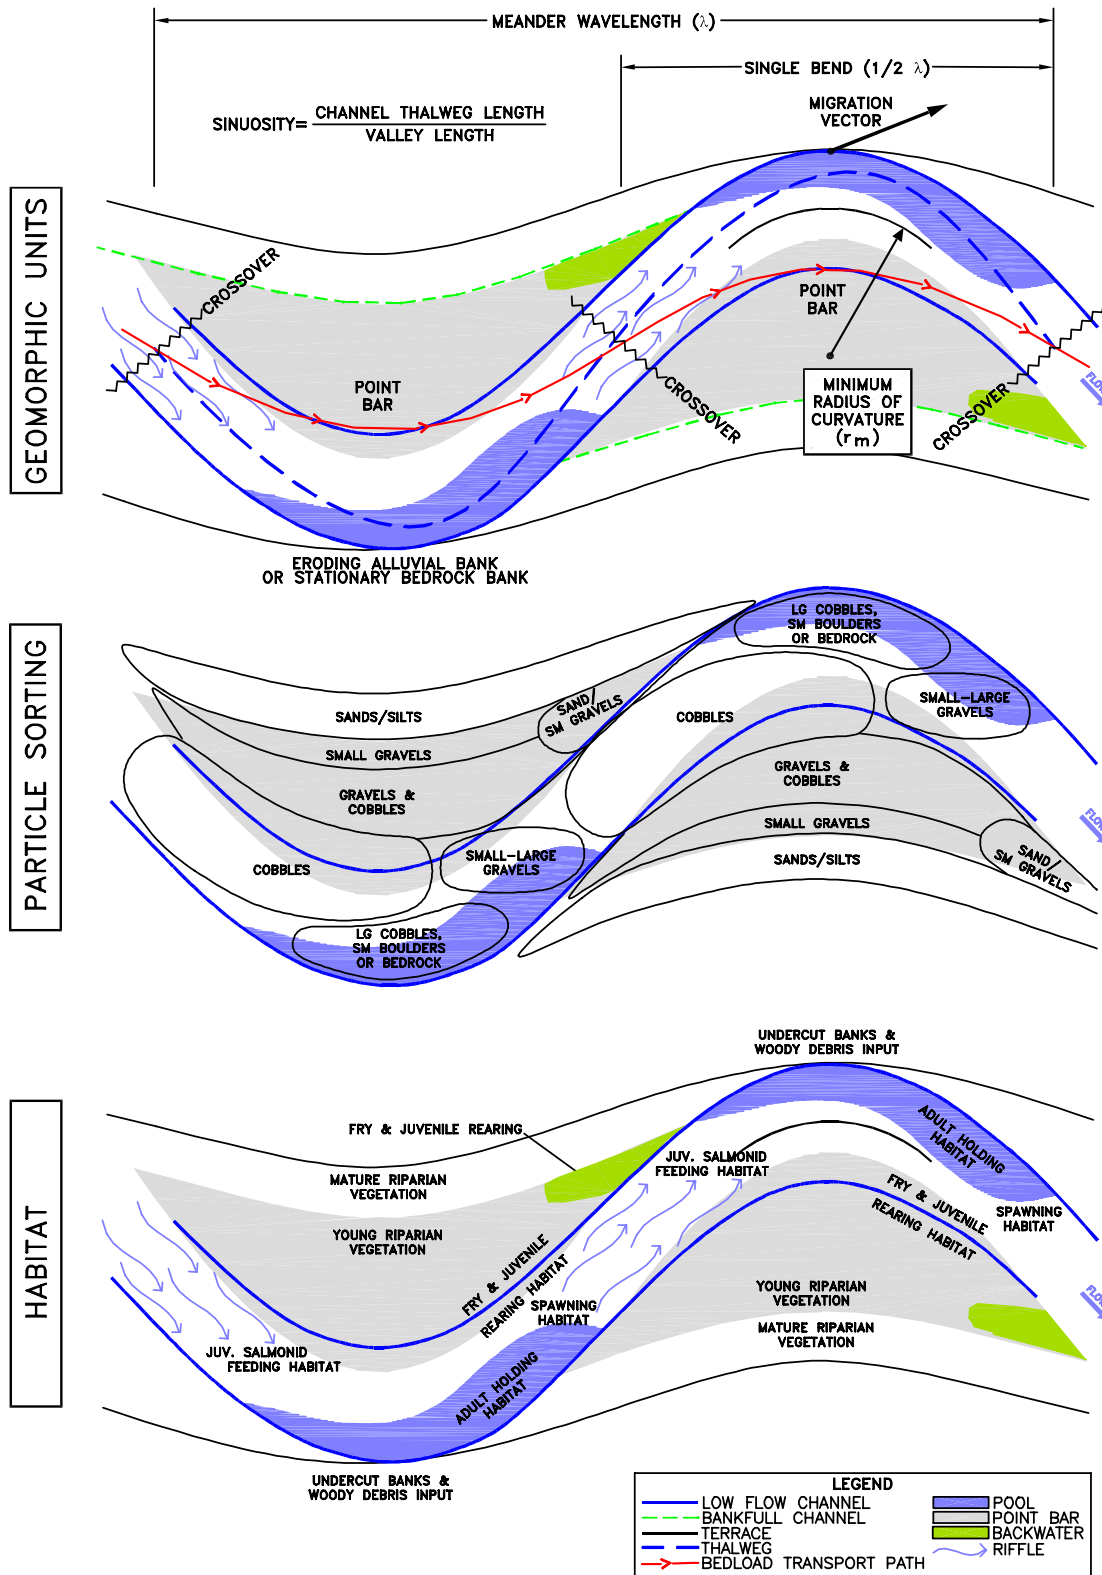 MEANDER WAVELENGTH (λ)
SINGLE BEND (1/2 λ)
MIGRATION
VECTOR
SINUOSITY= CHANNEL THALWEG LENGTH
VALLEY LENGTH
GEOMORPHIC UNITS
CROSSOVER
POINT
BAR
CROSSOVER
POINT
BAR
MINIMUM
RADIUS OF
CURVATURE
(rm)
CROSSOVER
FLOW
ERODING ALLUVIAL BANK
OR STATIONARY BEDROCK BANK
PARTICLE SORTING
LG COBBLES,
SM BOULDERS
OR BEDROCK
SANDS/SILTS
SAND/
SM GRAVELS
COBBLES
SMALL-LARGE
GRAVELS
SMALL GRAVELS
GRAVELS &
COBBLES
GRAVELS &
COBBLES
SMALL GRAVELS
SANDS/SILTS
SAND/
SM GRAVELS
FLOW
COBBLES
SMALL-LARGE
GRAVELS
LG COBBLES,
SM BOULDERS
OR BEDROCK
HABITAT
UNDERCUT BANKS &
WOODY DEBRIS INPUT
FRY & JUVENILE REARING
MATURE RIPARIAN
VEGETATION
JUV. SALMONID
FEEDING HABITAT
ADULT HOLDING
HABITAT
FRY & JUVENILE
REARING HABITAT
SPAWNING
HABITAT
YOUNG RIPARIAN
VEGETATION
FRY & JUVENILE
REARING HABITAT
SPAWNING
HABITAT
YOUNG RIPARIAN
VEGETATION
MATURE RIPARIAN
VEGETATION
FLOW
JUV. SALMONID
FEEDING HABITAT
ADULT HOLDING
HABITAT
UNDERCUT BANKS &
WOODY DEBRIS INPUT
LEGEND
LOW FLOW CHANNEL
BANKFULL CHANNEL
TERRACE
THALWEG
BEDLOAD TRANSPORT PATH
POOL
POINT BAR
BACKWATER
RIFFLE